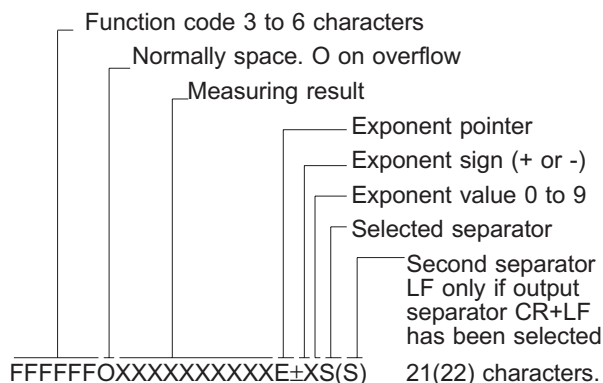 Function code 3 to 6 characters
Normally space. O on overflow
Measuring result
Exponent pointer
Exponent sign (+ or -)
Exponent value 0 to 9
Selected separator
Second separator
LF only if output
separator CR+LF
has been selected
FFFFFFOXXXXXXXXXXXE±XS(S) 21(22) characters.